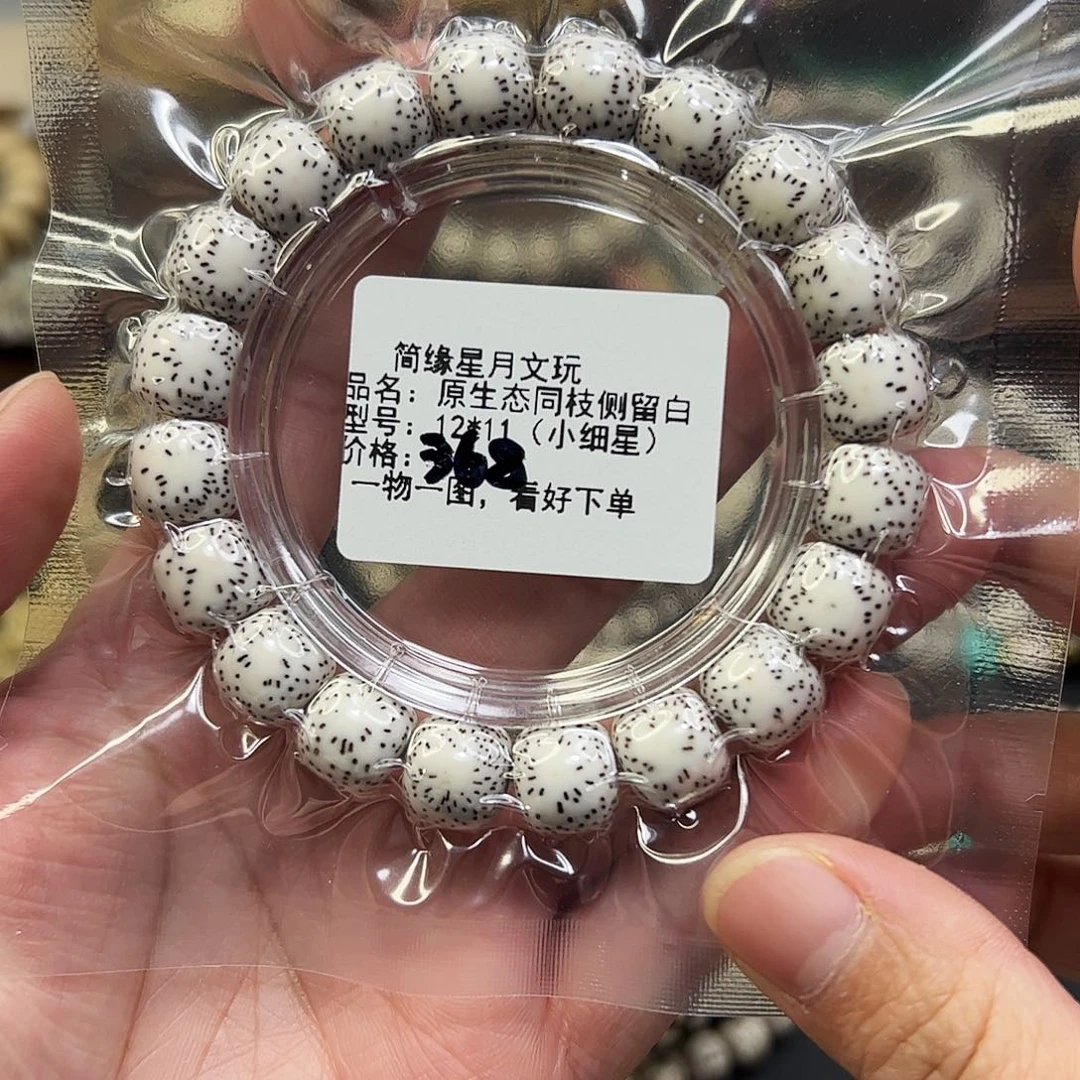 简缘星月文玩
品名：原生态同枝侧留白
型号：12*11（小细星）
价格：362
一物一图，看好下单